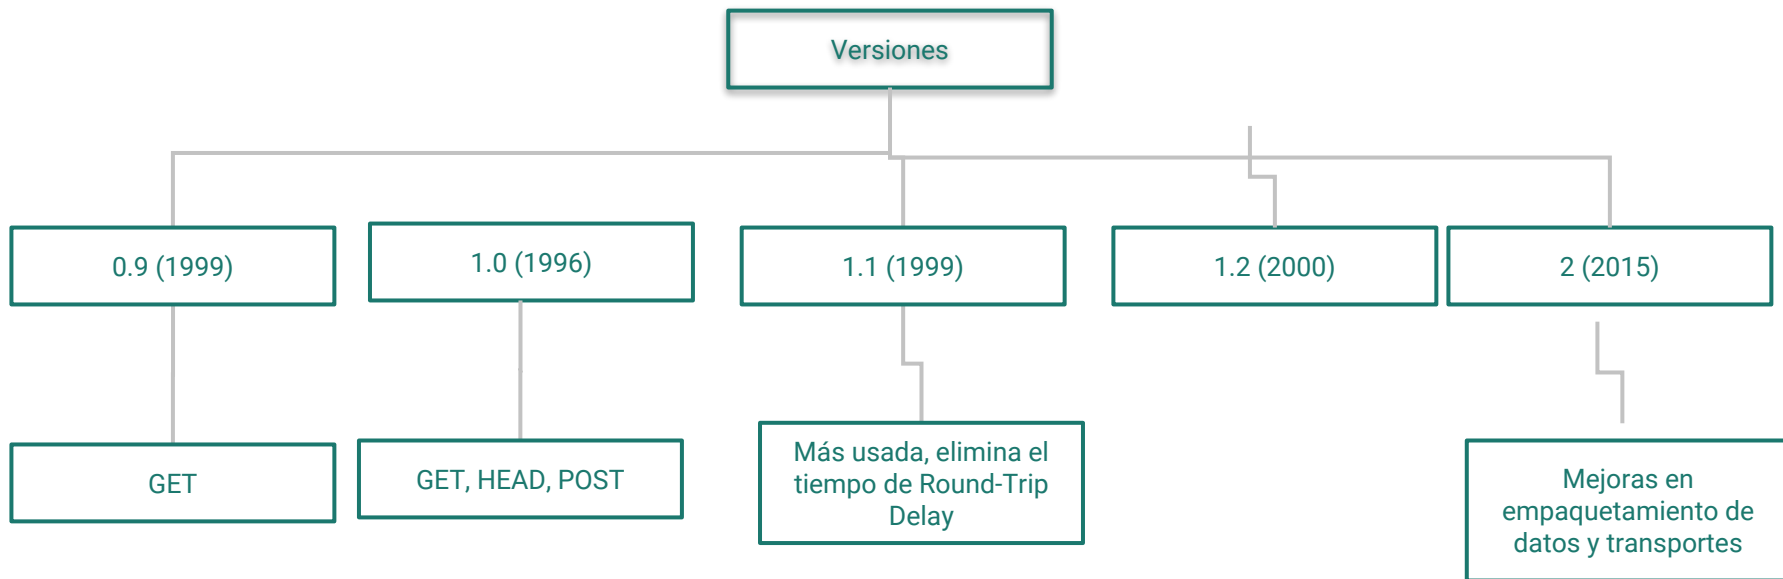 Versiones
0.9 (1999)
1.0 (1996)
1.1 (1999)
1.2 (2000)
2 (2015)
GET
GET, HEAD, POST
Más usada, elimina el
tiempo de Round-Trip
Delay
Mejoras en
empaquetamiento de
datos y transportes